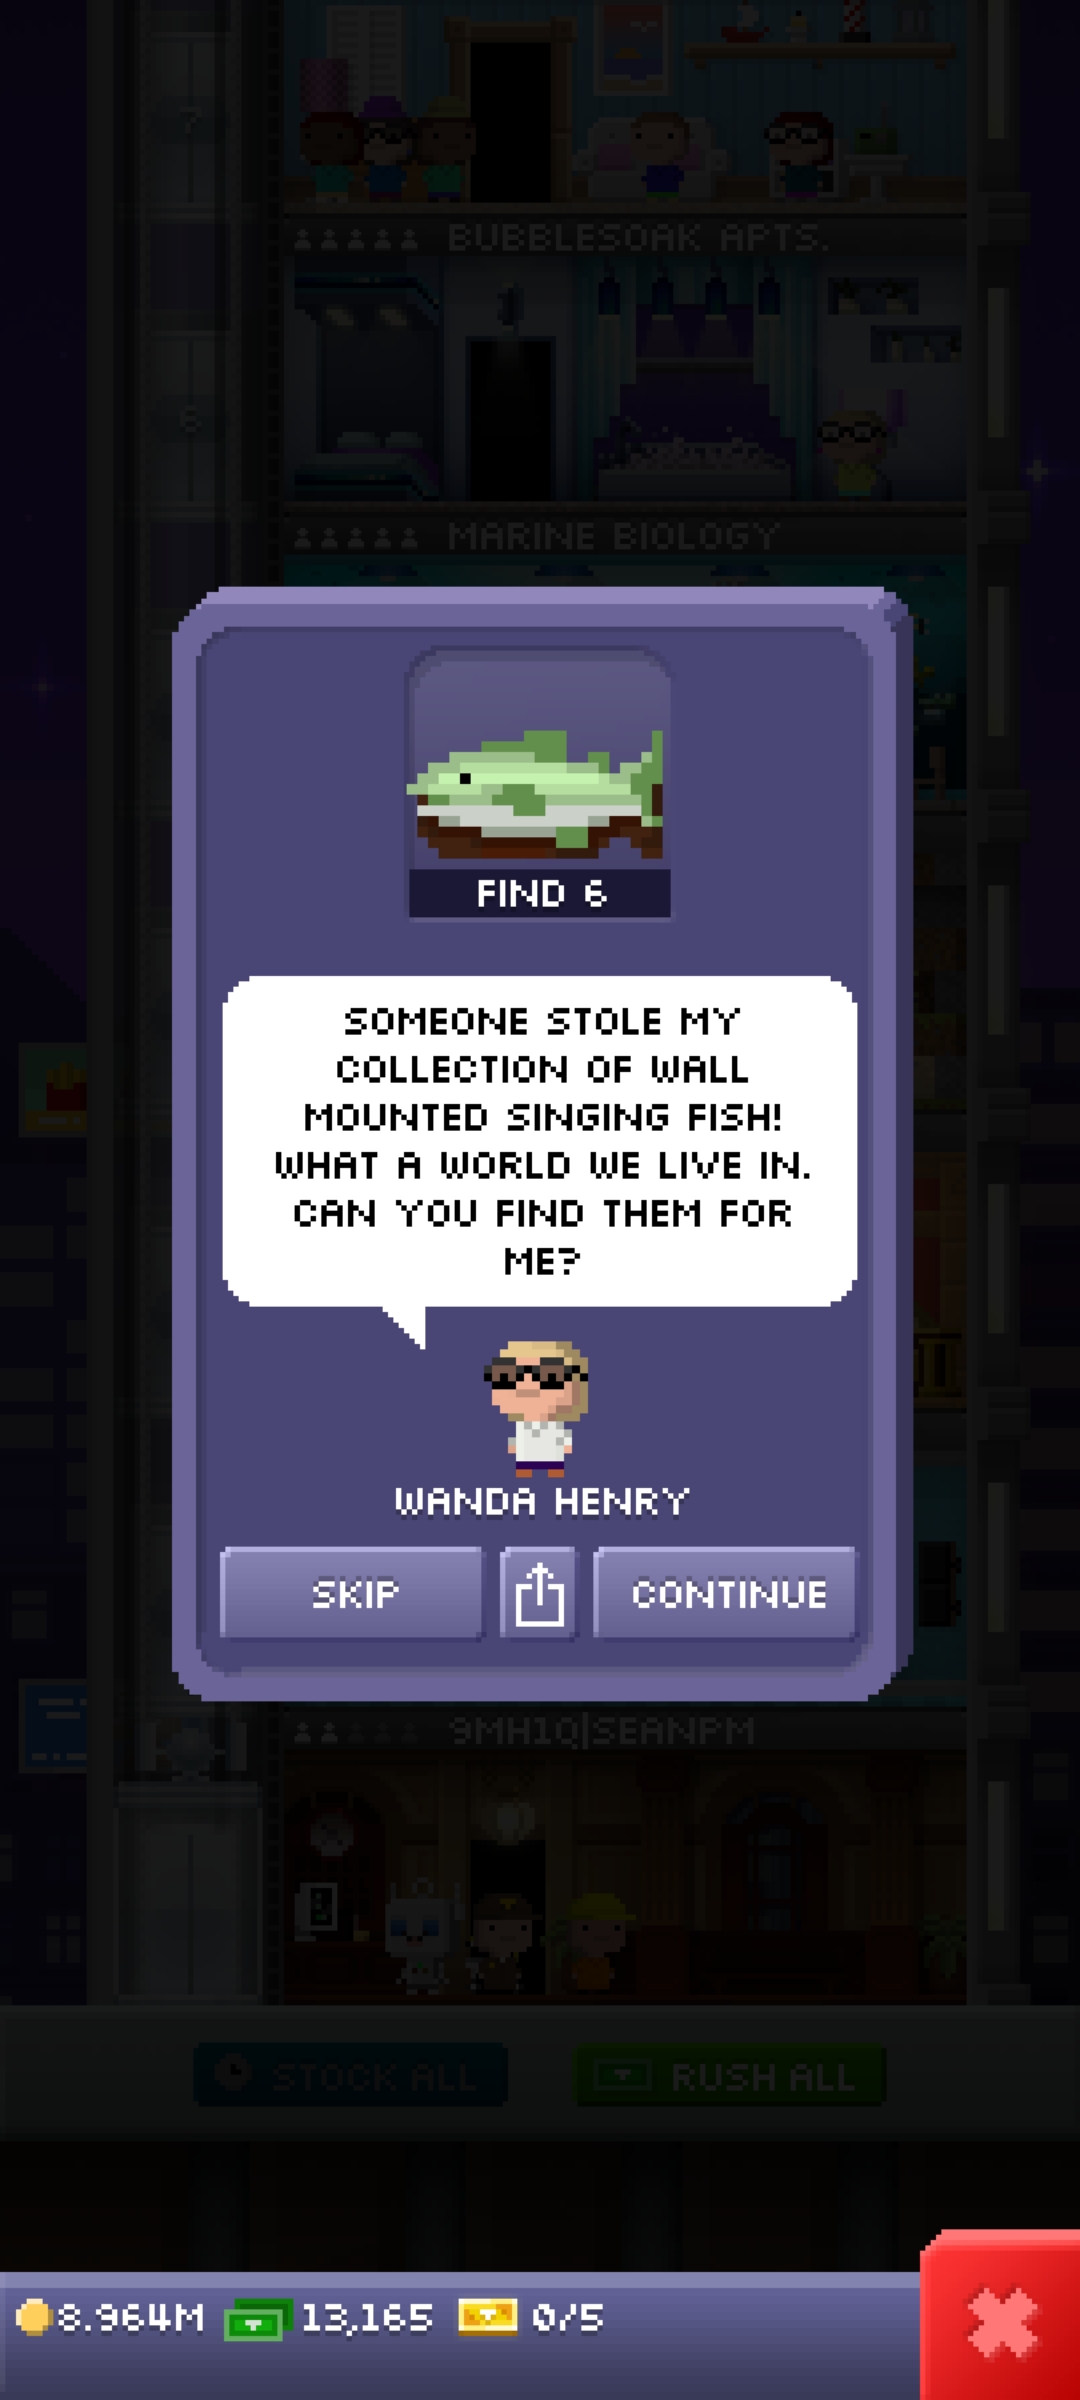 7
BUBBLESOAK APTS.
6
MARINE BIOLOGY
FIND 6
SOMEONE STOLE MY
COLLECTION OF WALL
MOUNTED SINGING FISH!
WHAT A WORLD WE LIVE IN.
CAN YOU FIND THEM FOR
ME?
WANDA HENRY
SKIP
CONTINUE
9MH1Q|SEANPM
STOCK ALL
RUSH ALL
8.964M
13,165
0/5